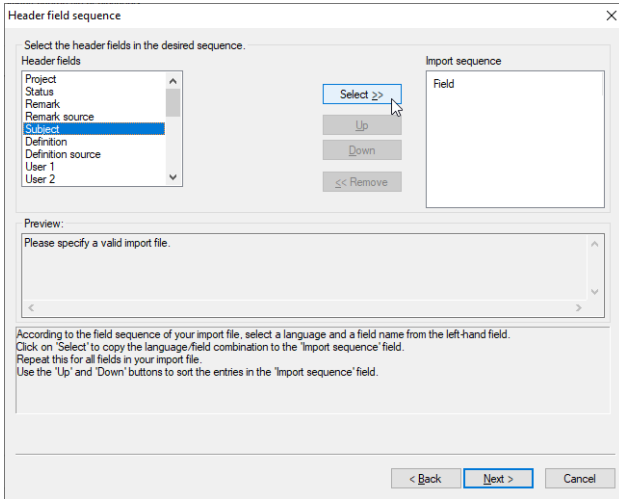 Header field sequence
Select the header fields in the desired sequence.
Header fields
Import sequence
Project
Status
Remark
Remark source
Subject
Definition
Definition source
User 1
User 2
Select >>
Up
Down
<< Remove
Field
Preview:
Please specify a valid import file.
According to the field sequence of your import file, select a language and a field name from the left-hand field.
Click on 'Select' to copy the language/field combination to the 'Import sequence' field.
Repeat this for all fields in your import file.
Use the 'Up' and 'Down' buttons to sort the entries in the 'Import sequence' field.
< Back
Next >
Cancel